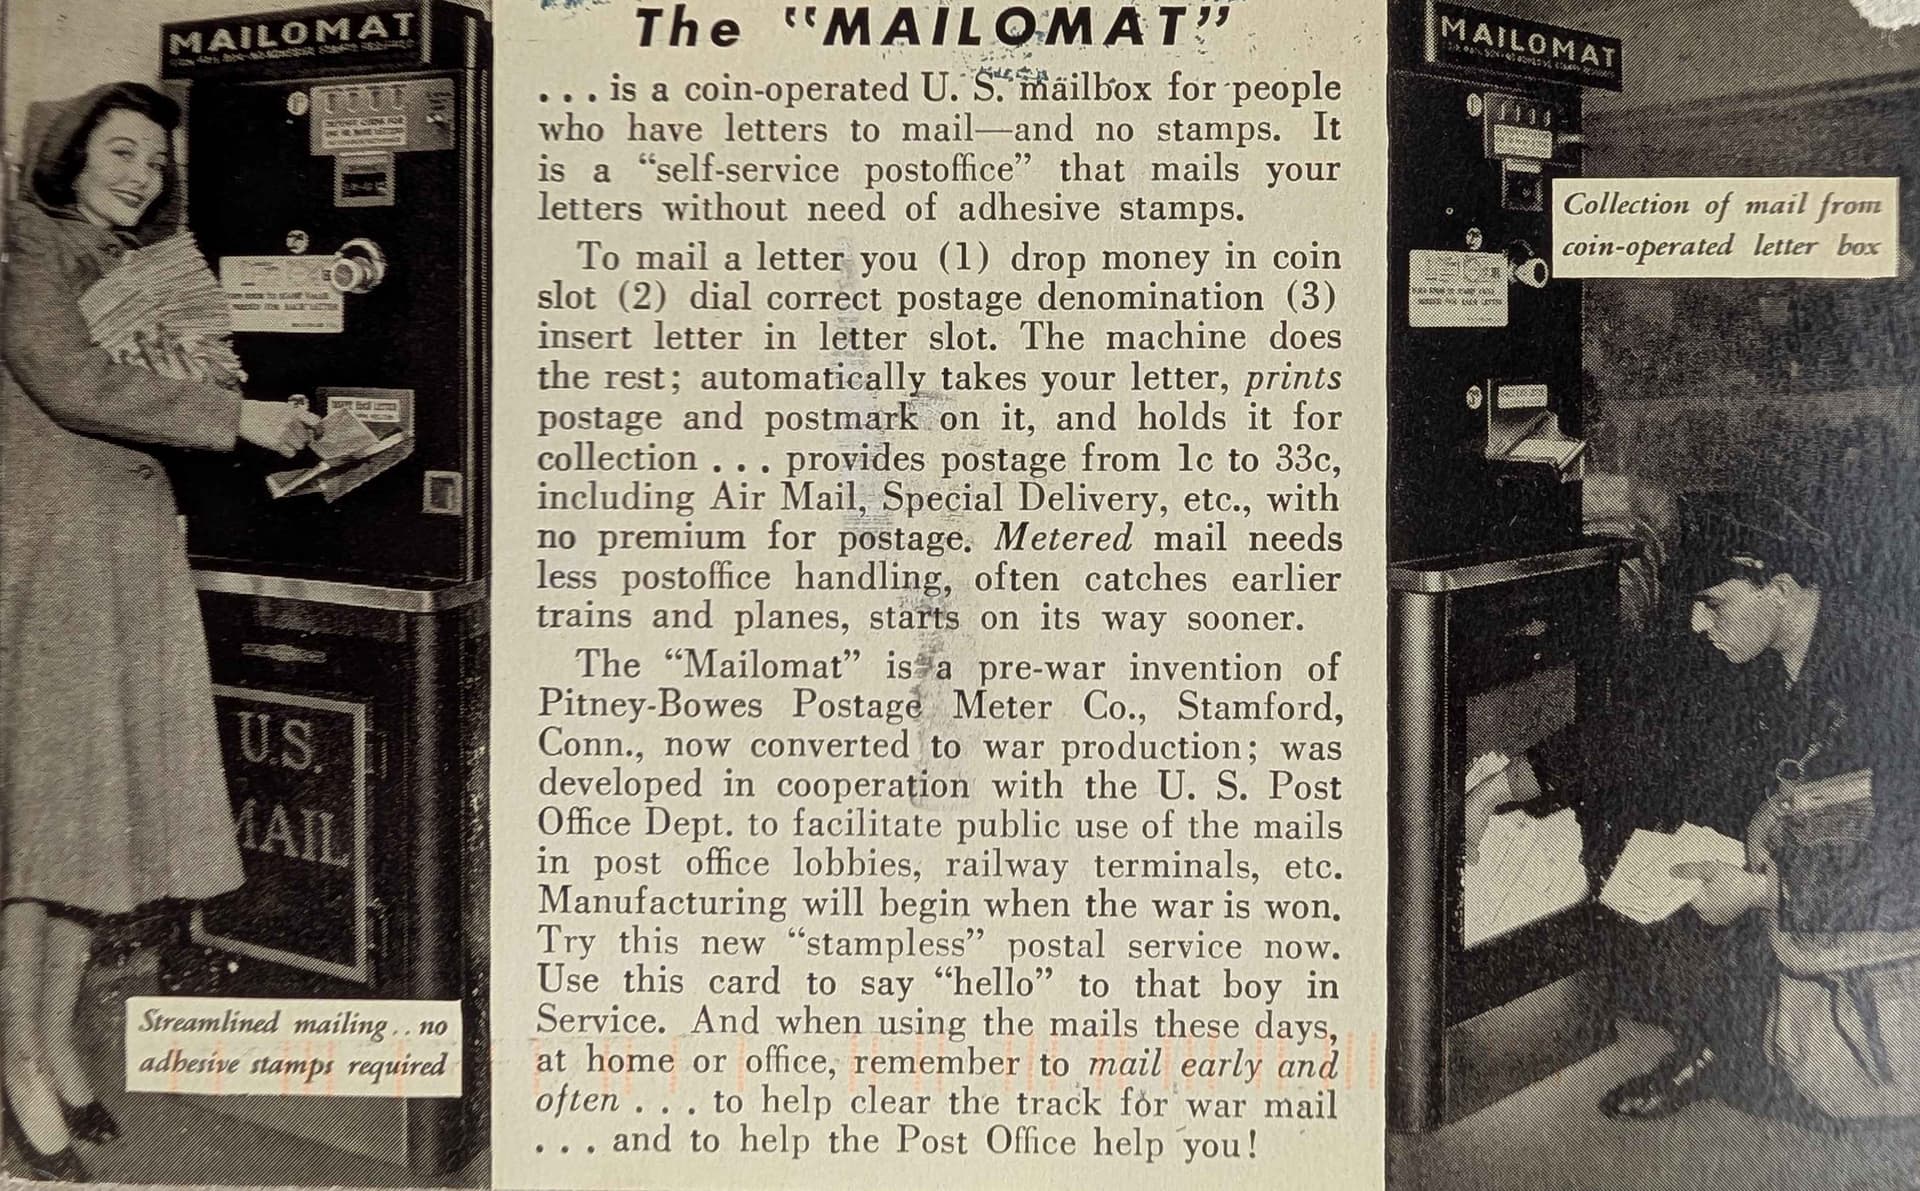 MAILOMAT
U.S.
MAIL
Streamlined mailing.. no
adhesive stamps required
The "MAILOMAT"
. . . is a coin-operated U. S. mailbox for people
who have letters to mail—and no stamps. It
is a "self-service postoffice" that mails your
letters without need of adhesive stamps.
To mail a letter you (1) drop money in coin
slot (2) dial correct postage denomination (3)
insert letter in letter slot. The machine does
the rest; automatically takes your letter, prints
postage and postmark on it, and holds it for
collection . . . provides postage from 1c to 33c,
including Air Mail, Special Delivery, etc., with
no premium for postage. Metered mail needs
less postoffice handling, often catches earlier
trains and planes, starts on its way sooner.
The "Mailomat" is a pre-war invention of
Pitney-Bowes Postage Meter Co., Stamford,
Conn., now converted to war production; was
developed in cooperation with the U. S. Post
Office Dept. to facilitate public use of the mails
in post office lobbies, railway terminals, etc.
Manufacturing will begin when the war is won.
Try this new "stampless" postal service now.
Use this card to say "hello" to that boy in
Service. And when using the mails these days,
at home or office, remember to mail early and
often . . . to help clear the track for war mail
. . . and to help the Post Office help you!
MAILOMAT
Collection of mail from
coin-operated letter box